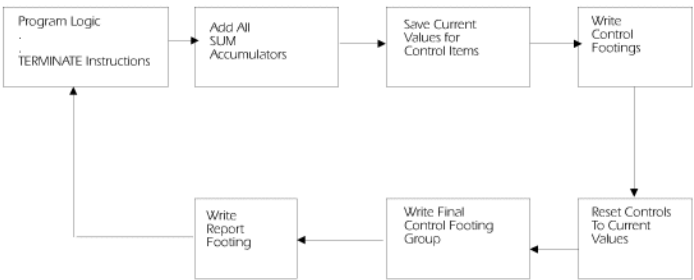 Program Logic
.
.
TERMINATE Instructions
Add All
SUM
Accumulators
Save Current
Values for
Control Items
Write
Control
Footings
Write
Report
Footing
Write Final
Control Footing
Group
Reset Controls
To Current
Values